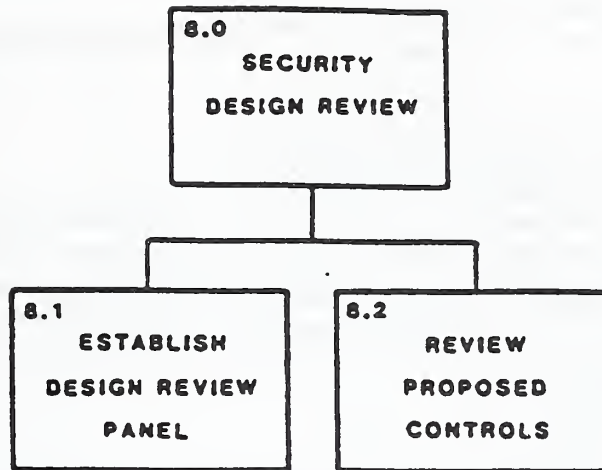 8.0
SECURITY
DESIGN REVIEW
8.1
ESTABLISH
DESIGN REVIEW
PANEL
8.2
REVIEW
PROPOSED
CONTROLS